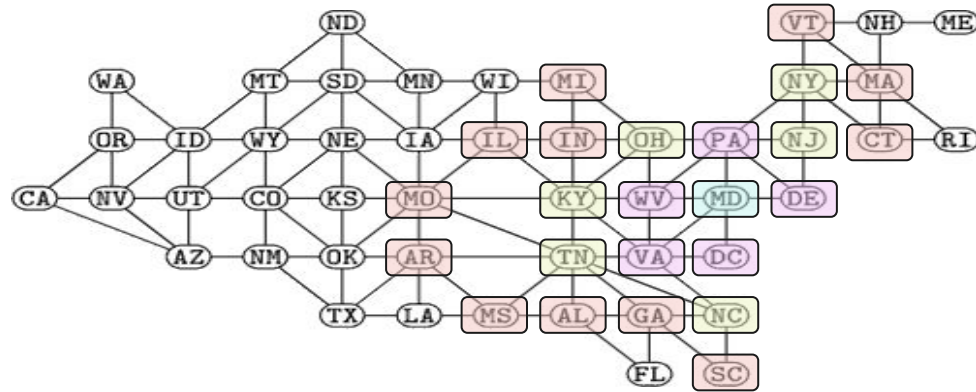 ND VT NH ME
WA MT SD MN WI MI NY MA
OR ID WY NE IA IL IN OH PA NJ CT RI
CA NV UT CO KS MO KY WV MD DE
AZ NM OK AR TN VA DC
TX LA MS AL GA NC
FL SC